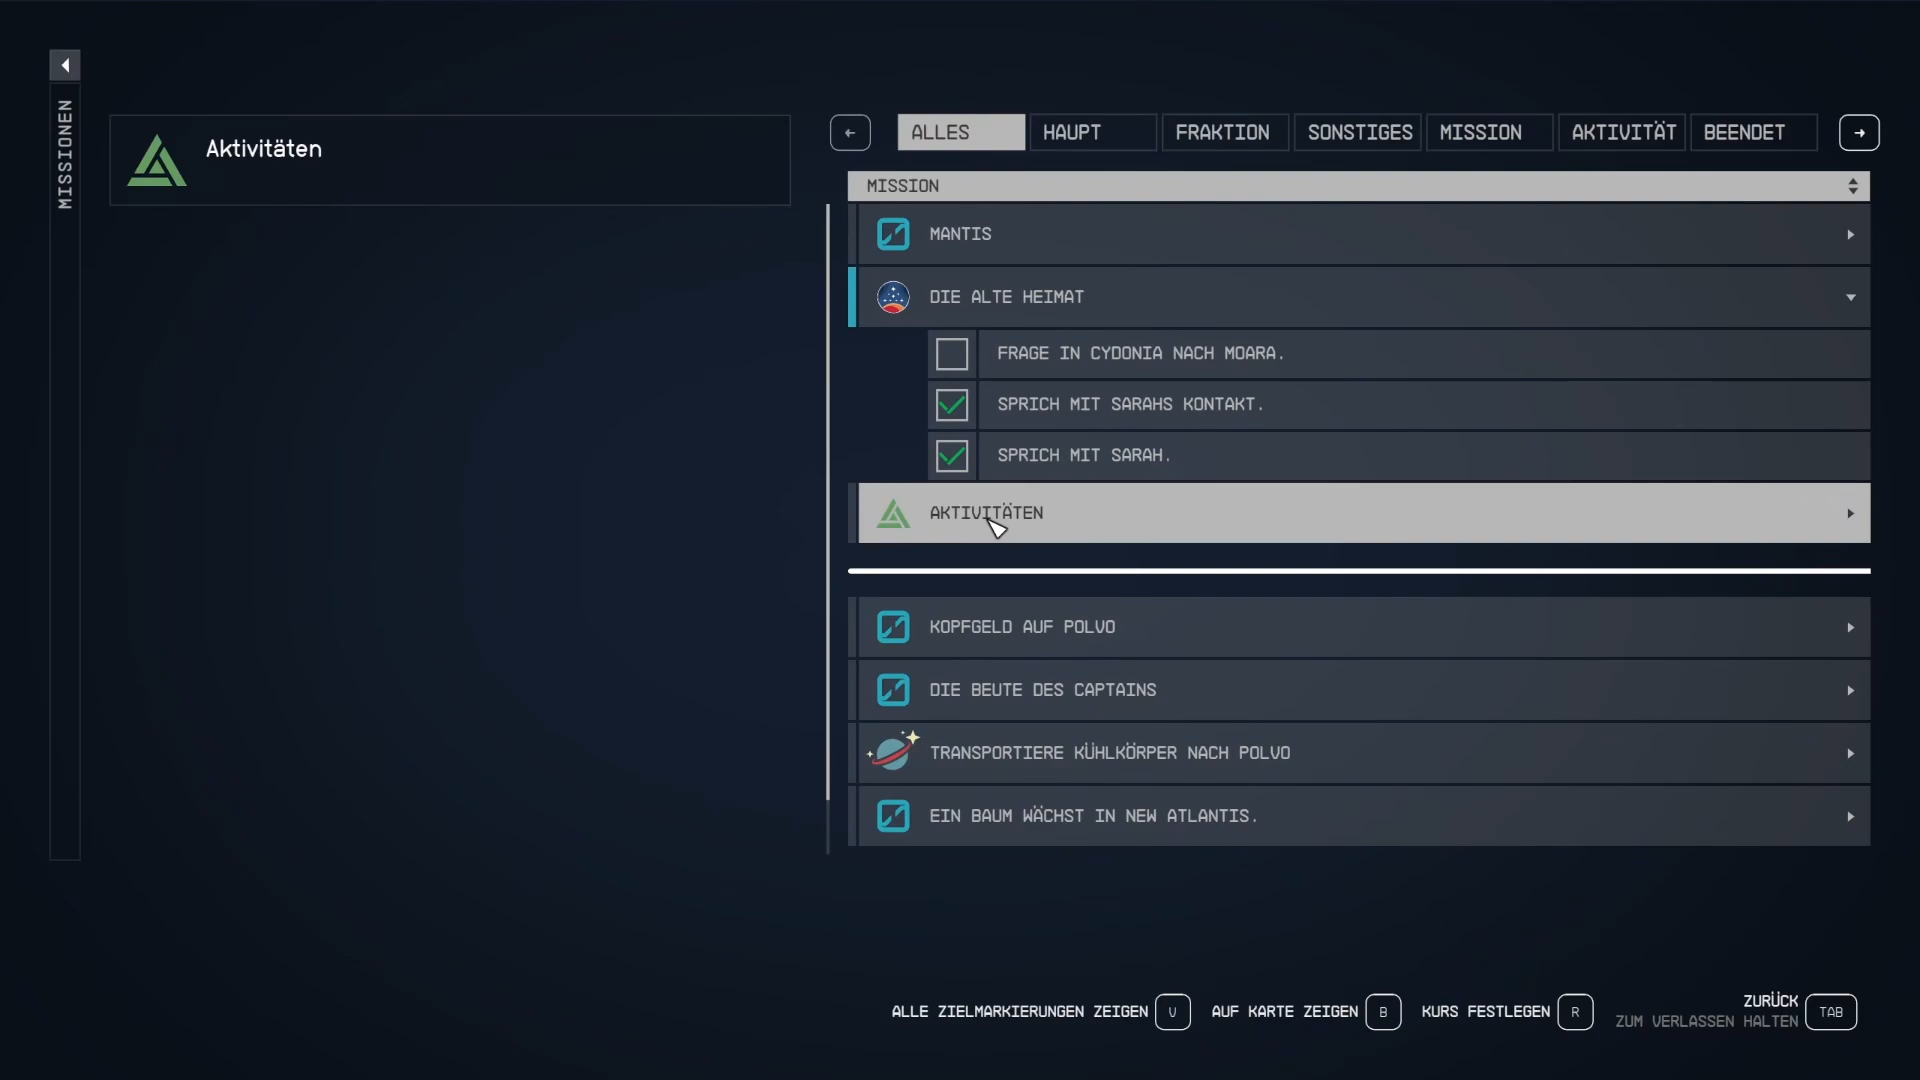 MISSIONEN
Aktivitäten
ALLES
HAUPT
FRAKTION
SONSTIGES
MISSION
AKTIVITÄT
BEENDET
MISSION
MANTIS
DIE ALTE HEIMAT
FRAGE IN CYDONIA NACH MOARA.
SPRICH MIT SARAHS KONTAKT.
SPRICH MIT SARAH.
AKTIVITÄTEN
KOPFGELD AUF POLVO
DIE BEUTE DES CAPTAINS
TRANSPORTIERE KÜHLKÖRPER NACH POLVO
EIN BAUM WÄCHST IN NEW ATLANTIS.
ALLE ZIELMARKIERUNGEN ZEIGEN V
AUF KARTE ZEIGEN B
KURS FESTLEGEN R
ZURÜCK
ZUM VERLASSEN HALTEN TAB